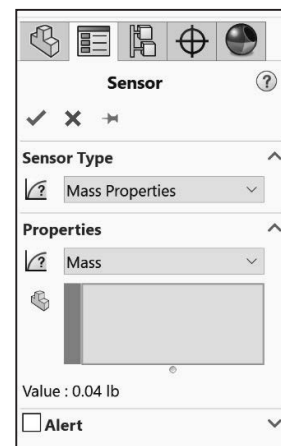 Sensor
Sensor Type
Mass Properties
Properties
Mass
Value : 0.04 lb
Alert